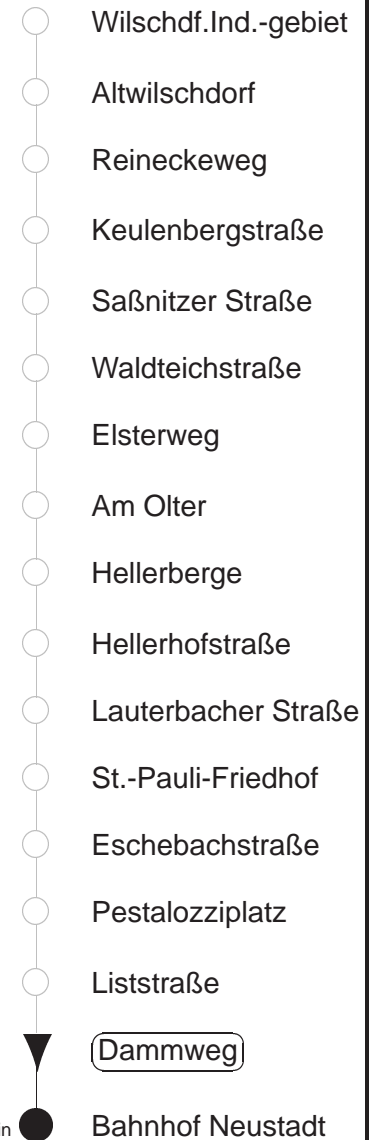 Wilschdf.Ind.-gebiet
Altwilschdorf
Reineckeweg
Keulenbergstraße
Saßnitzer Straße
Waldteichstraße
Elsterweg
Am Olter
Hellerberge
Hellerhofstraße
Lauterbacher Straße
St.-Pauli-Friedhof
Eschebachstraße
Pestalozziplatz
Liststraße
Dammweg
in Bahnhof Neustadt